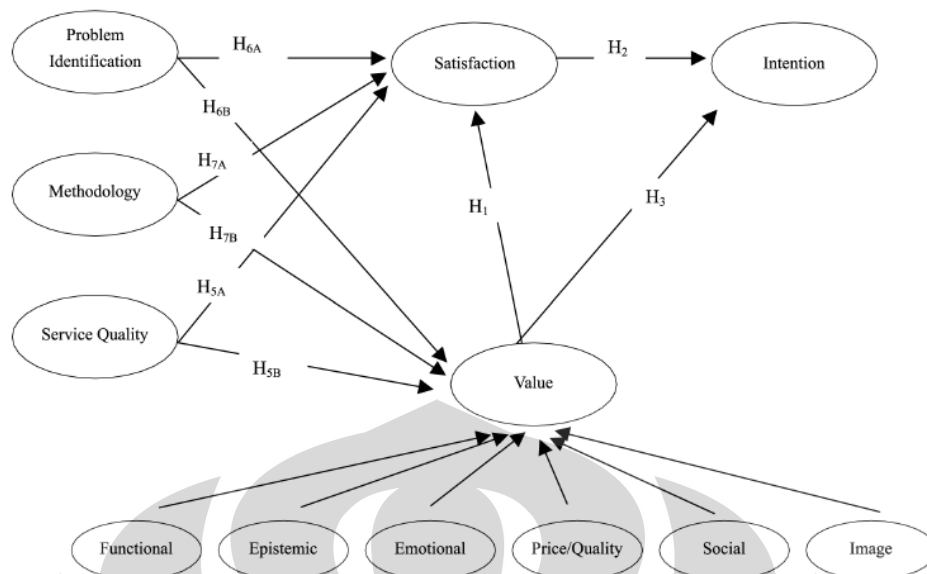 Problem
Identification
H6A
Satisfaction
H2
Intention
H6B
H7A
Methodology
H1
H3
H7B
H5A
Service Quality
H5B
Value
Functional
Epistemic
Emotional
Price/Quality
Social
Image